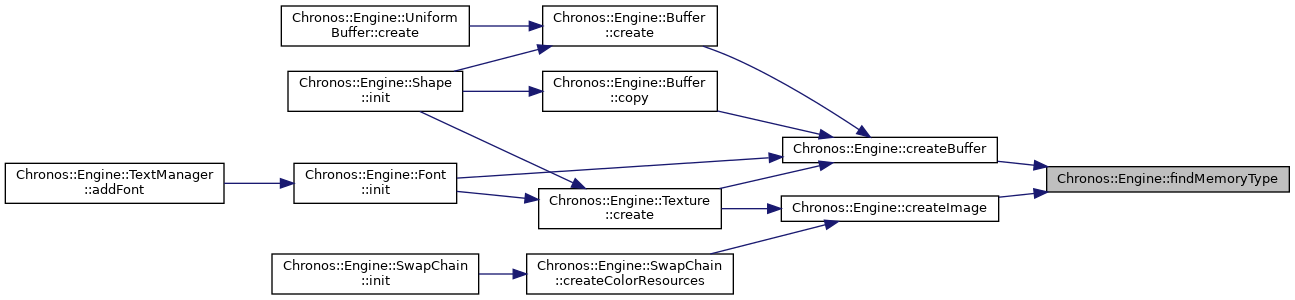 Chronos::Engine::Uniform
Buffer::create
Chronos::Engine::Buffer
::create
Chronos::Engine::Shape
::init
Chronos::Engine::Buffer
::copy
Chronos::Engine::createBuffer
Chronos::Engine::TextManager
::addFont
Chronos::Engine::Font
::init
Chronos::Engine::findMemoryType
Chronos::Engine::Texture
::create
Chronos::Engine::createImage
Chronos::Engine::SwapChain
::init
Chronos::Engine::SwapChain
::createColorResources